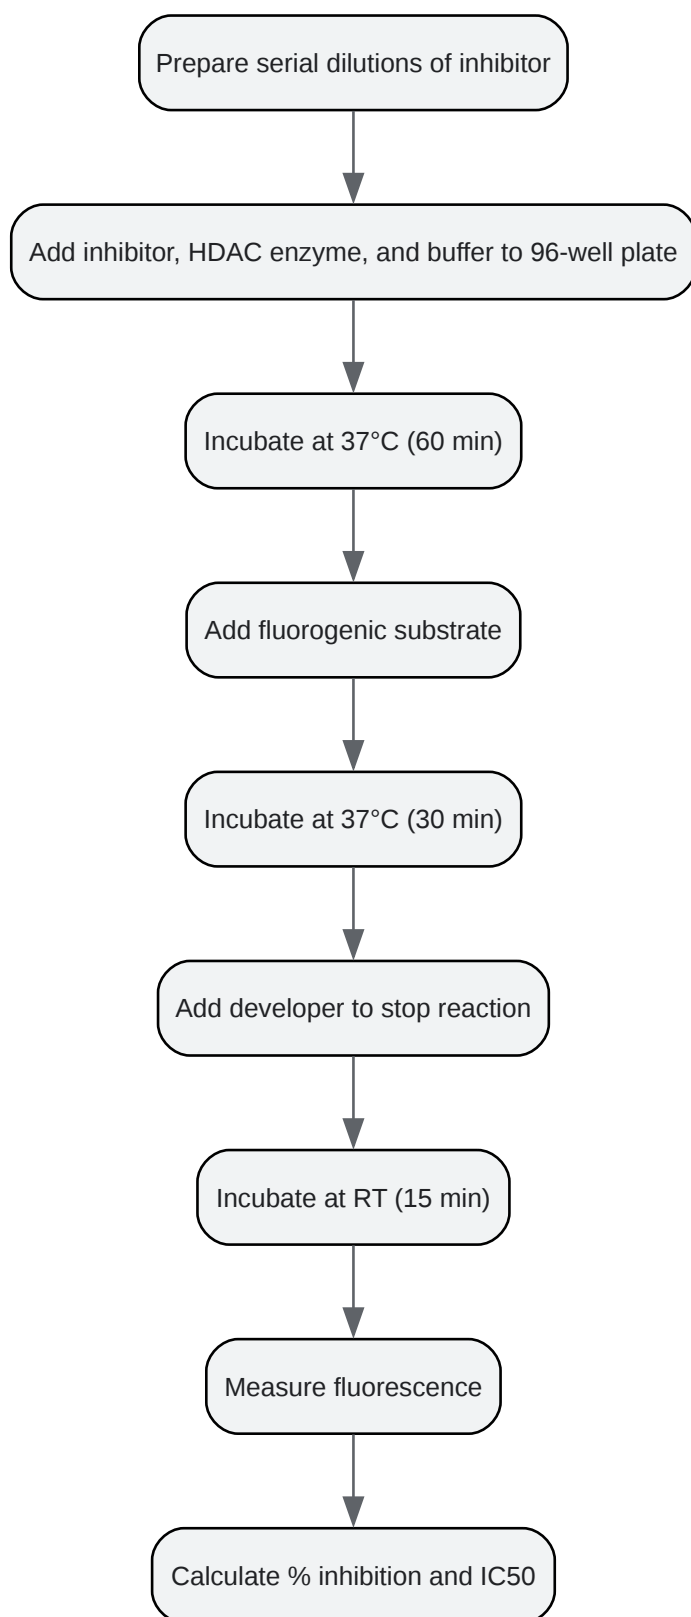 Prepare serial dilutions of inhibitor
Add inhibitor, HDAC enzyme, and buffer to 96-well plate
Incubate at 37°C (60 min)
Add fluorogenic substrate
Incubate at 37°C (30 min)
Add developer to stop reaction
Incubate at RT (15 min)
Measure fluorescence
Calculate % inhibition and IC50